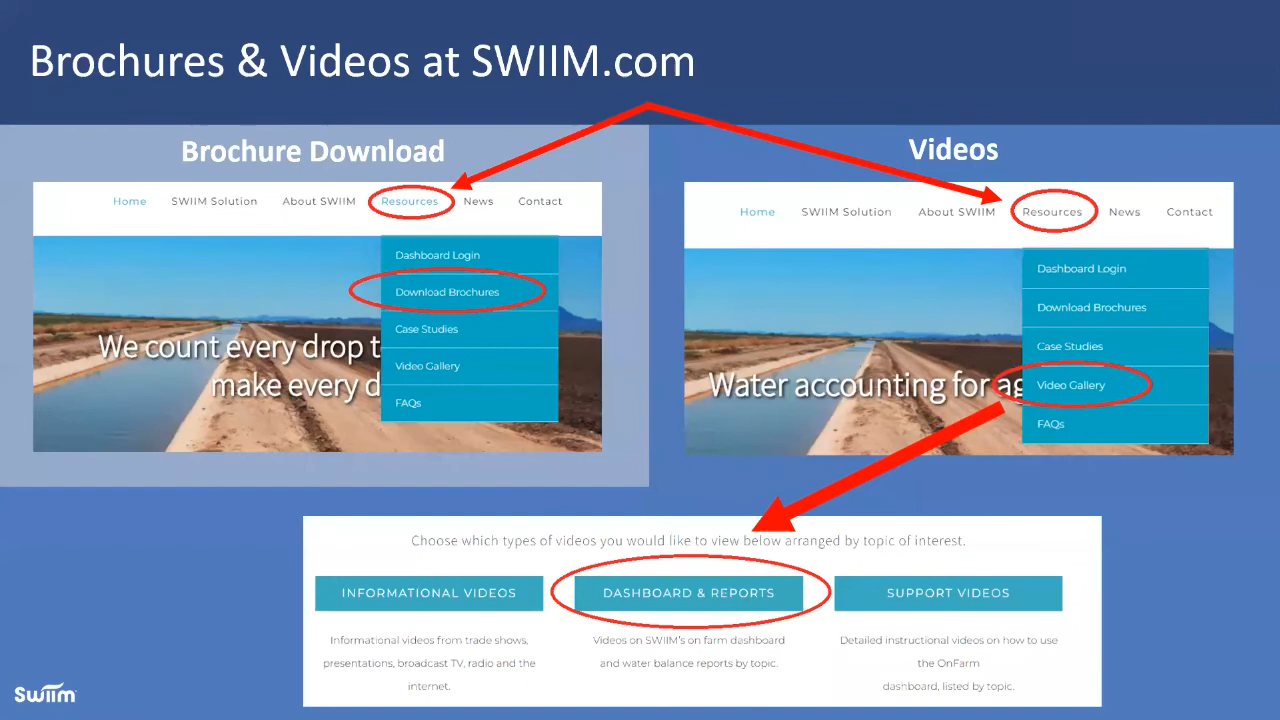 Brochures & Videos at SWIIM.com
Brochure Download
Home SWIIM Solution About SWIIM Resources News Contact
Dashboard Login
Download Brochures
Case Studies
Video Gallery
FAQs
We count every drop t
make every d
Videos
Home SWIIM Solution About SWIIM Resources News Contact
Dashboard Login
Download Brochures
Case Studies
Video Gallery
FAQs
Water accounting for ag
Choose which types of videos you would like to view below arranged by topic of interest.
INFORMATIONAL VIDEOS
Informational videos from trade shows,
presentations, broadcast TV, radio and the
internet.
DASHBOARD & REPORTS
Videos on SWIIM's on farm dashboard
and water balance reports by topic.
SUPPORT VIDEOS
Detailed instructional videos on how to use
the OnFarm
dashboard, listed by topic.
Swiim